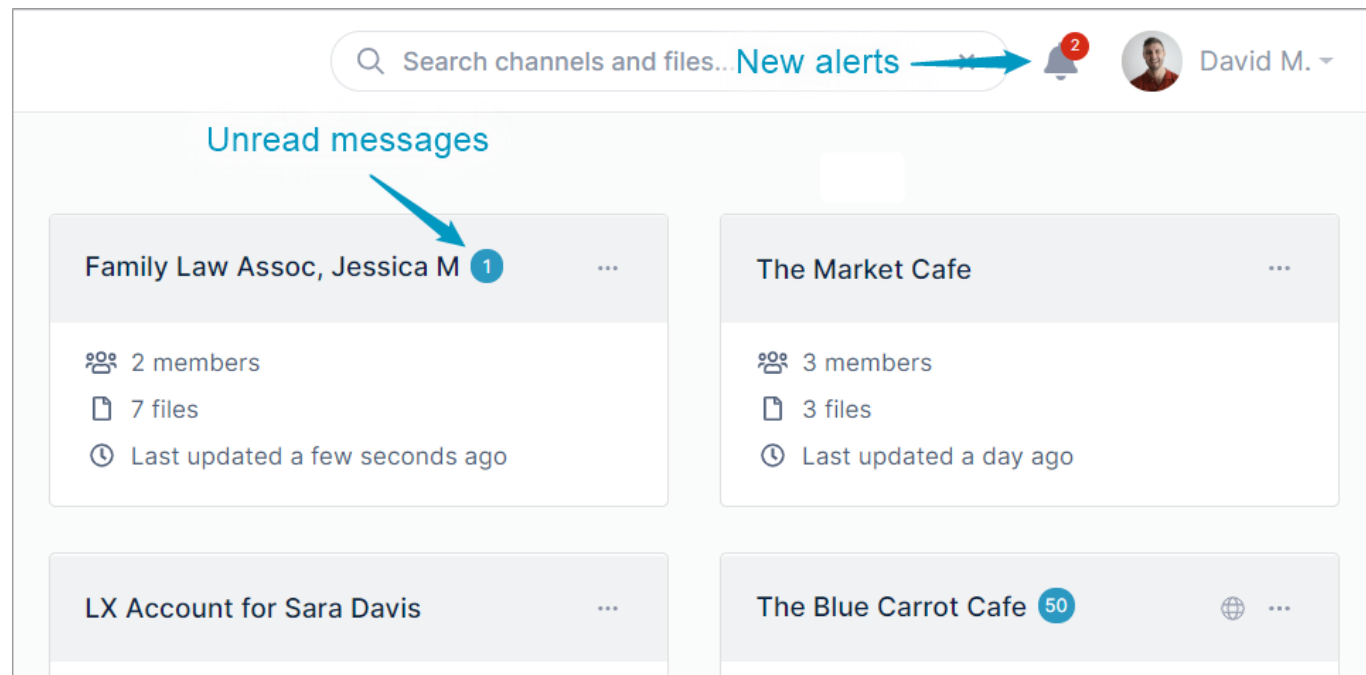 Search channels and files...
New alerts
2
David M.
Unread messages
Family Law Assoc, Jessica M 1
2 members
7 files
Last updated a few seconds ago
The Market Cafe
3 members
3 files
Last updated a day ago
LX Account for Sara Davis
The Blue Carrot Cafe 50